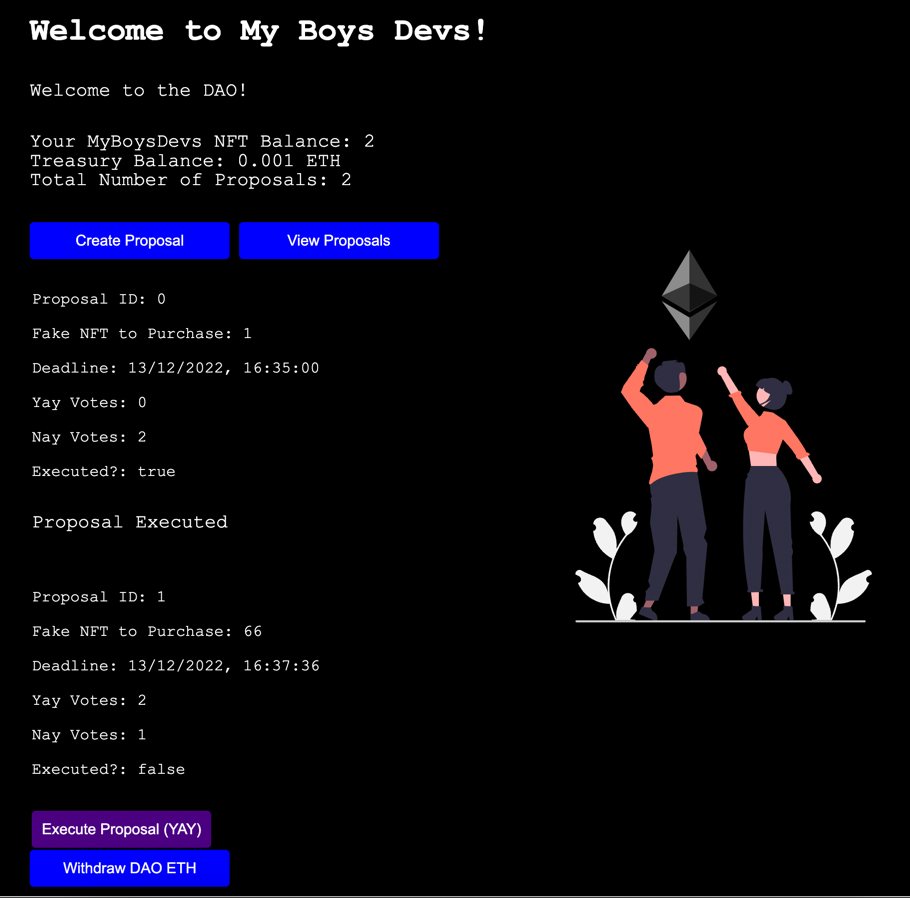 Welcome to My Boys Devs!
Welcome to the DAO!
Your MyBoysDevs NFT Balance: 2
Treasury Balance: 0.001 ETH
Total Number of Proposals: 2
Create Proposal
View Proposals
Proposal ID: 0
Fake NFT to Purchase: 1
Deadline: 13/12/2022, 16:35:00
Yay Votes: 0
Nay Votes: 2
Executed?: true
Proposal Executed
Proposal ID: 1
Fake NFT to Purchase: 66
Deadline: 13/12/2022, 16:37:36
Yay Votes: 2
Nay Votes: 1
Executed?: false
Execute Proposal (YAY)
Withdraw DAO ETH